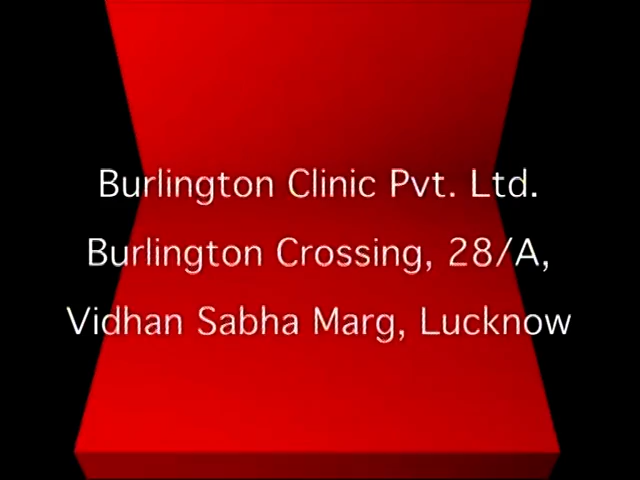 Burlington Clinic Pvt. Ltd.
Burlington Crossing, 28/A,
Vidhan Sabha Marg, Lucknow